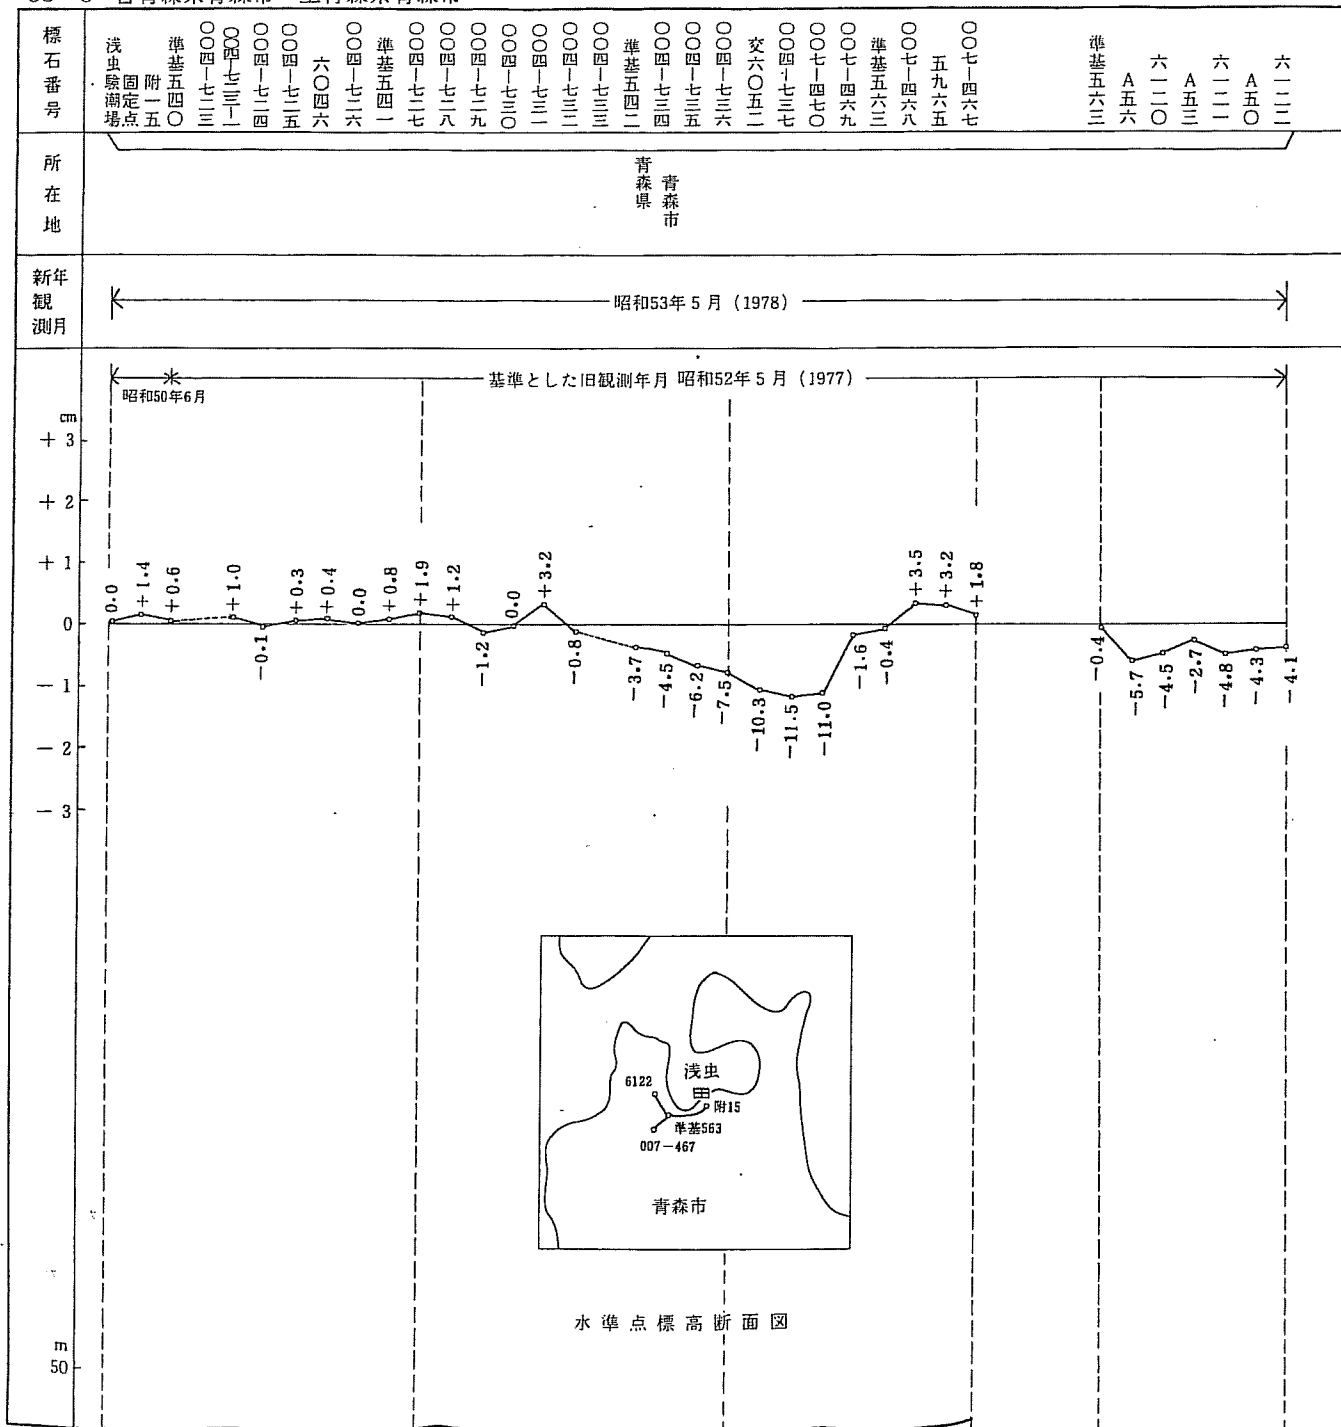 標石番号
浅虫験潮場
固定点
附一五
準基五四〇
〇〇四－七二三
〇〇四－七二三－一
〇〇四－七二四
〇〇四－七二五
六〇四六
〇〇四－七二六
準基五四一
〇〇四－七二七
〇〇四－七二八
〇〇四－七二九
〇〇四－七三〇
〇〇四－七三一
〇〇四－七三二
〇〇四－七三三
準基五四二
〇〇四－七三四
〇〇四－七三五
〇〇四－七三六
交六〇五二
〇〇四－七三七
〇〇七－四七〇
〇〇七－四六九
準基五六三
〇〇七－四六八
五九六五
〇〇七－四六七
準基五六三
A五六
六一二〇
A五三
六一二一
A五〇
六一二二
所在地
青森県
青森市
新年
観
測月
昭和53年5月（1978）
基準とした旧観測年月 昭和52年5月（1977）
昭和50年6月
cm
＋3
＋2
＋1
0
－1
－2
－3
0.0
＋1.4
＋0.6
＋1.0
－0.1
＋0.3
＋0.4
0.0
＋0.8
＋1.9
＋1.2
－1.2
0.0
＋3.2
－0.8
－3.7
－4.5
－6.2
－7.5
－10.3
－11.5
－11.0
－1.6
－0.4
＋3.5
＋3.2
＋1.8
－0.4
－5.7
－4.5
－2.7
－4.8
－4.3
－4.1
浅虫
6122
附15
準基563
007－467
青森市
水準点標高断面図
m
50